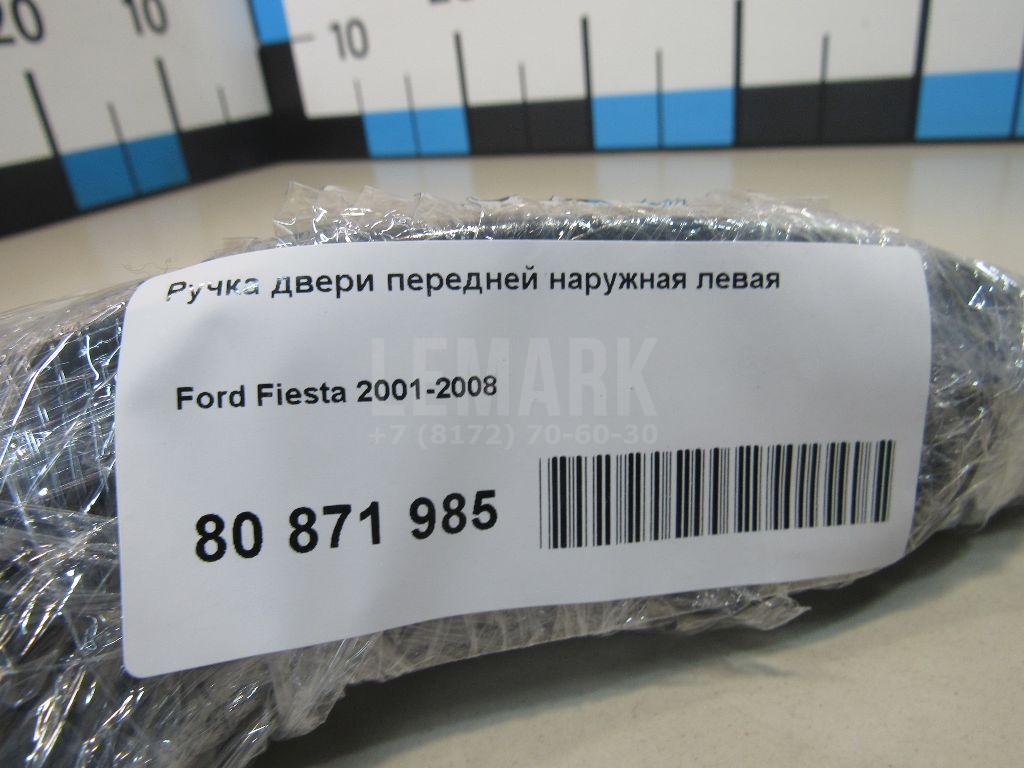 20
10
10
Ручка двери передней наружная левая
LEMARK
Ford Fiesta 2001-2008
+7 (8172) 70-60-30
80 871 985